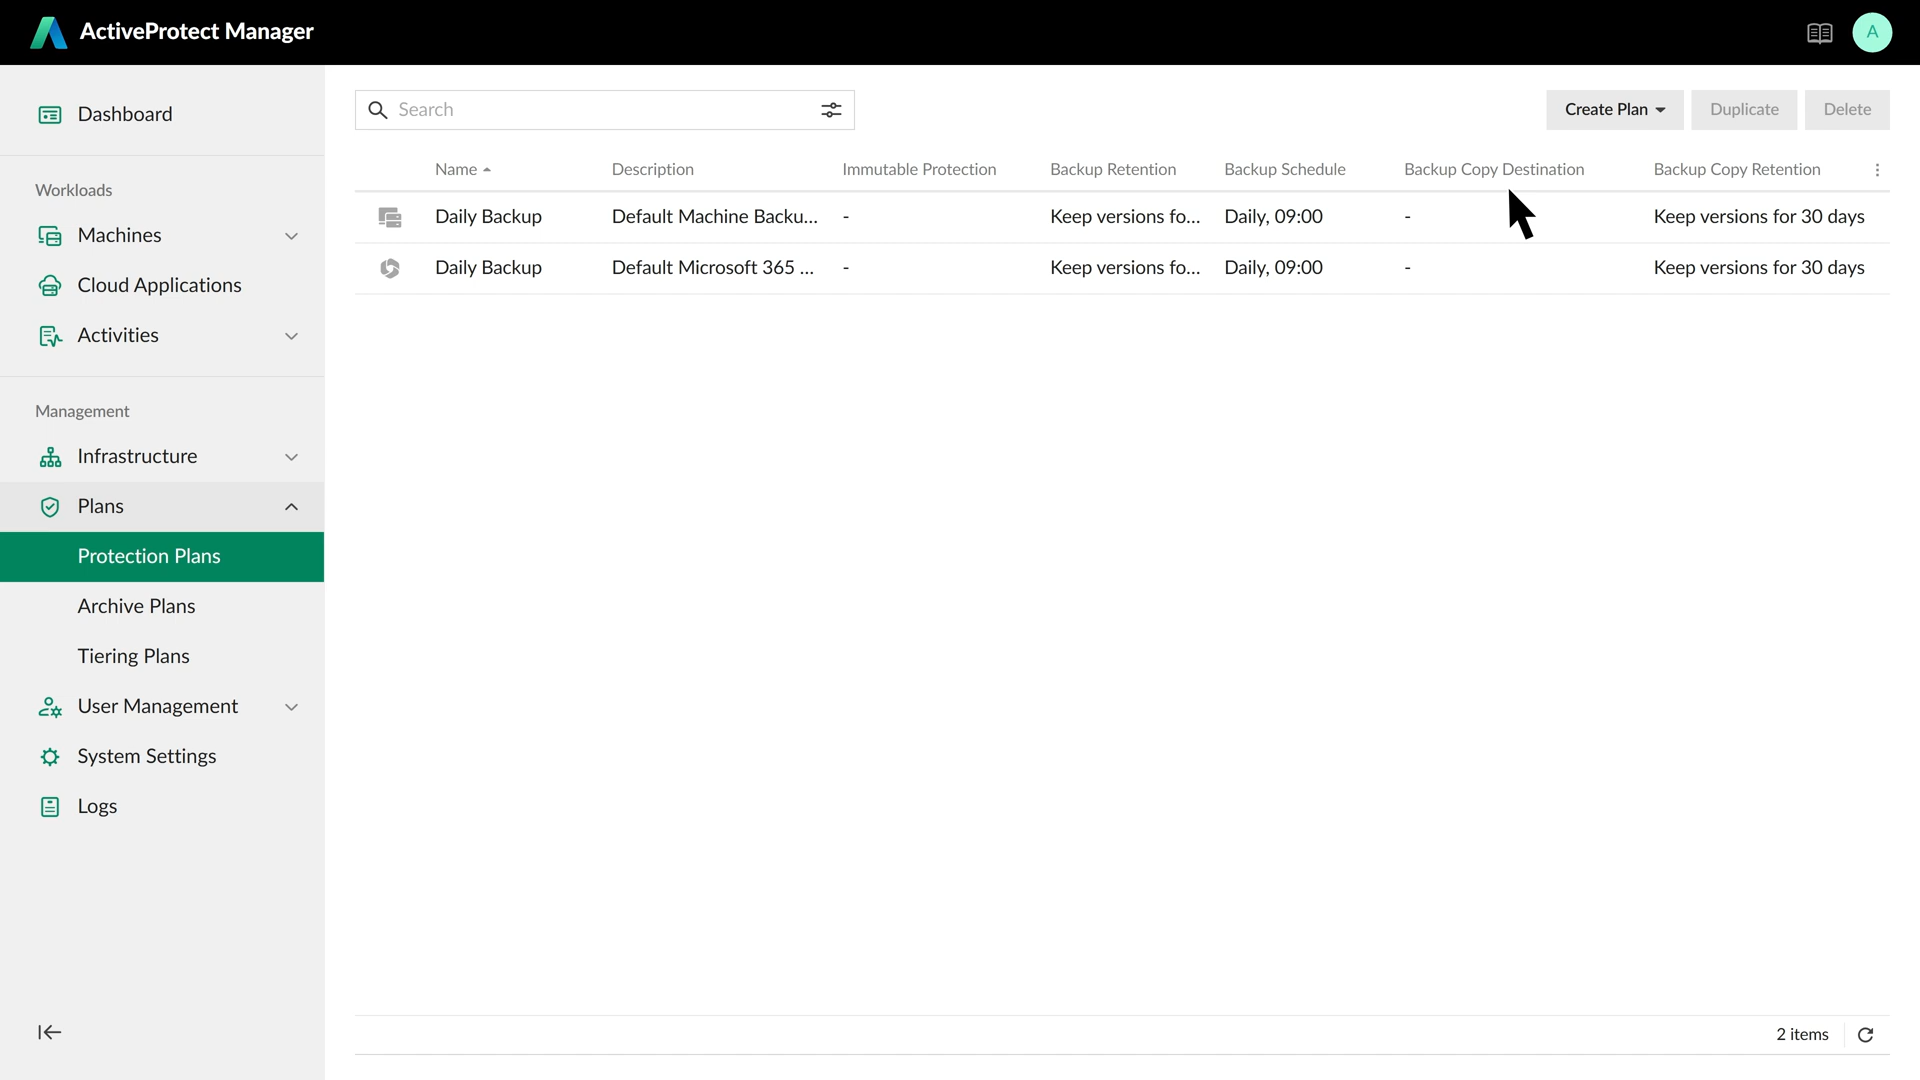 ActiveProtect Manager
A
Dashboard
Workloads
Machines
Cloud Applications
Activities
Management
Infrastructure
Plans
Protection Plans
Archive Plans
Tiering Plans
User Management
System Settings
Logs
Search
Create Plan
Duplicate
Delete
Name Description Immutable Protection Backup Retention Backup Schedule Backup Copy Destination Backup Copy Retention
Daily Backup Default Machine Backu... - Keep versions fo... Daily, 09:00 - Keep versions for 30 days
Daily Backup Default Microsoft 365 ... - Keep versions fo... Daily, 09:00 - Keep versions for 30 days
2 items